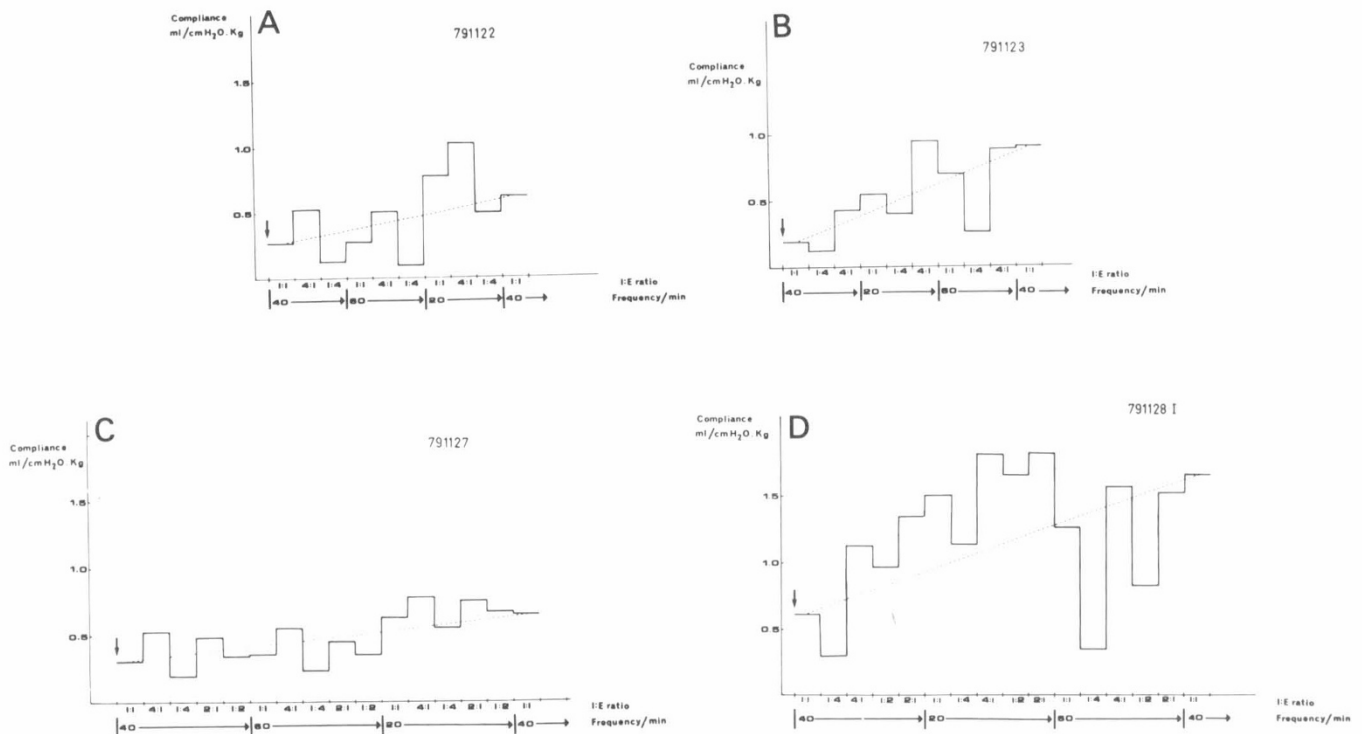 A
791122
Compliance
ml/cmH₂O.Kg
1.5
1.0
0.5
1:1 4:1 1:4 1:1 4:1 1:4 1:1 4:1 1:4 1:1 I:E ratio
40 60 20 40 Frequency/min
B
791123
Compliance
ml/cmH₂O.Kg
1.0
0.5
1:1 1:4 4:1 1:1 1:4 4:1 1:1 1:4 4:1 1:1 I:E ratio
40 20 60 40 Frequency/min
C
791127
Compliance
ml/cmH₂O.Kg
1.5
1.0
0.5
1:1 4:1 1:4 2:1 1:2 1:1 4:1 1:4 2:1 1:2 1:1 4:1 1:4 2:1 1:2 1:1 I:E ratio
40 60 20 40 Frequency/min
D
791128 I
Compliance
ml/cmH₂O.Kg
1.5
1.0
0.5
1:1 1:4 4:1 1:2 2:1 1:1 1:4 4:1 1:2 2:1 1:1 1:4 4:1 1:2 2:1 1:1 I:E ratio
40 20 60 40 Frequency/min